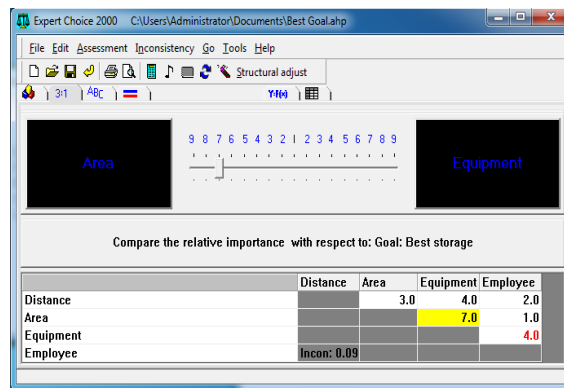 Expert Choice 2000 C:\Users\Administrator\Documents\Best Goal.ahp
File Edit Assessment Inconsistency Go Tools Help
Structural adjust
3:1 ABC Y:f(x)
9 8 7 6 5 4 3 2 1 2 3 4 5 6 7 8 9
Area Equipment
Compare the relative importance with respect to: Goal: Best storage
Distance Area Equipment Employee
Distance 3.0 4.0 2.0
Area 7.0 1.0
Equipment 4.0
Employee Incon: 0.09